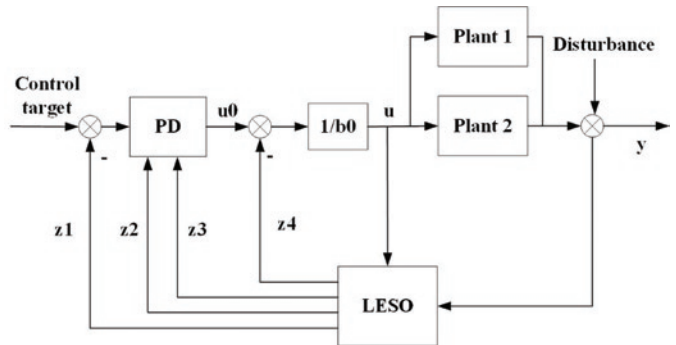 Plant 1
Disturbance
Control
target
PD
u0
1/b0
u
Plant 2
-
-
y
z1
z2
z3
z4
LESO